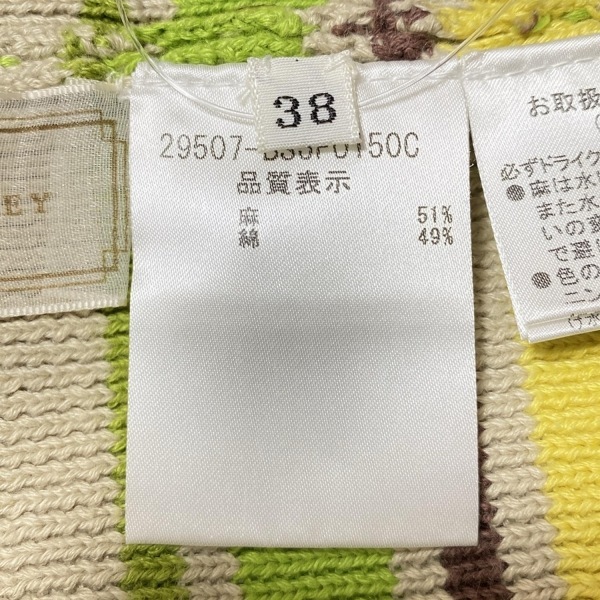 38
29507-
品質表示
麻 51%
綿 49%
EY
お取扱
必ずドライク
●麻は水
また水
いの変
で避
●色の
ニン